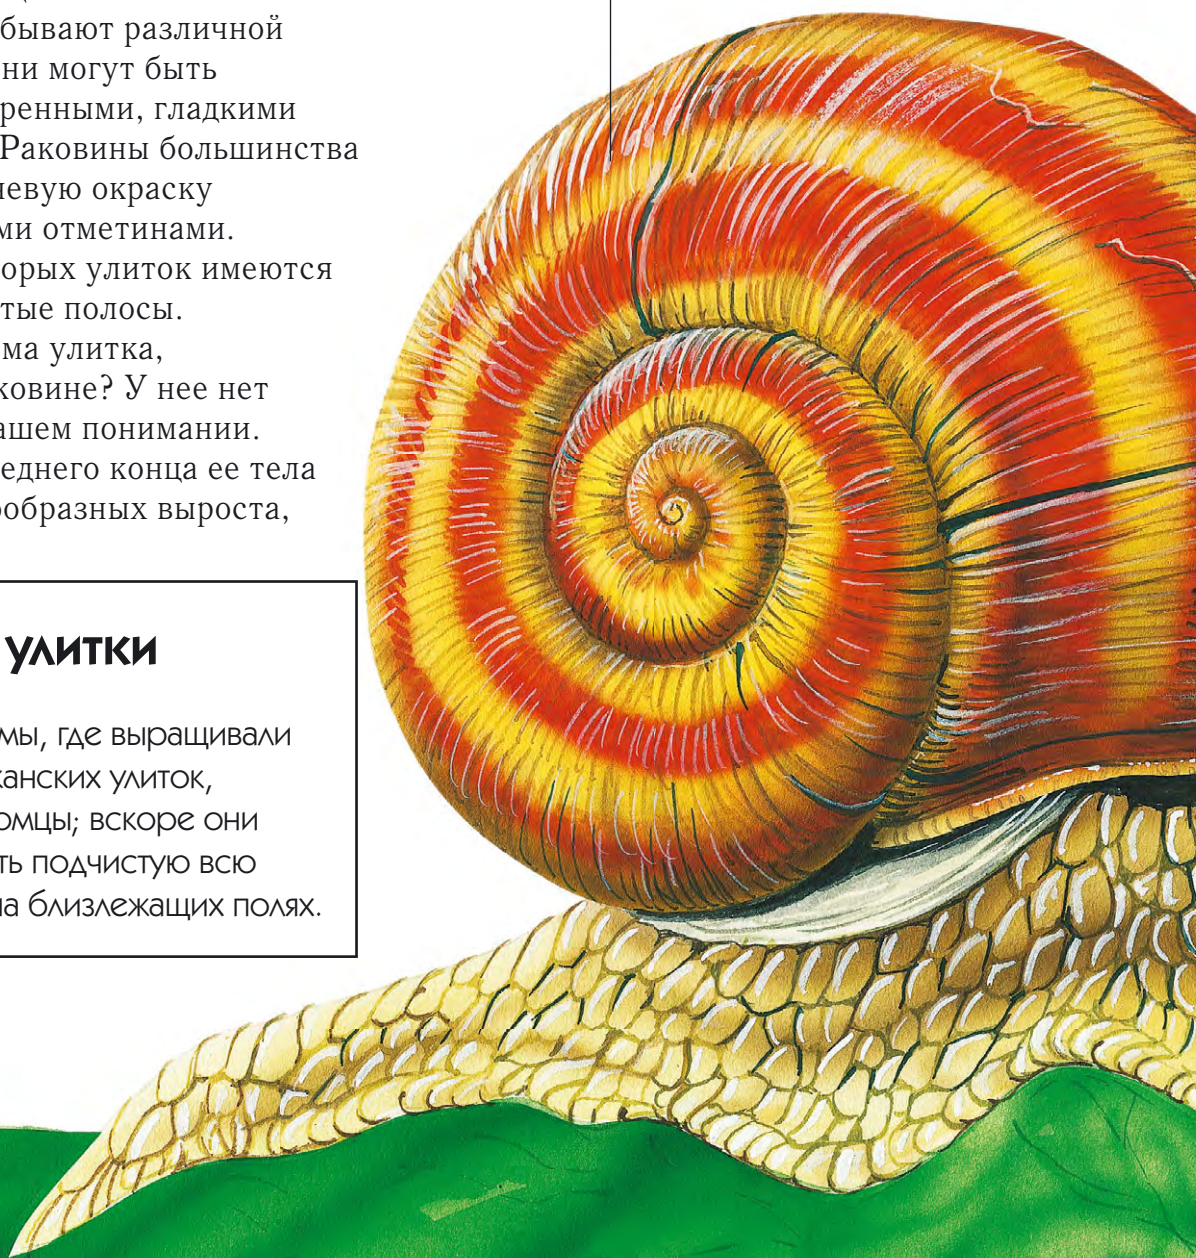 бывают различной
ни могут быть
ренными, гладкими
Раковины большинства
невую окраску
ми отметинами.
орых улиток имеются
тые полосы.
ма улитка,
ковине? У нее нет
ашем понимании.
еднего конца ее тела
ообразных выроста,
улитки
мы, где выращивали
канских улиток,
омцы; вскоре они
ть подчистую всю
на близлежащих полях.